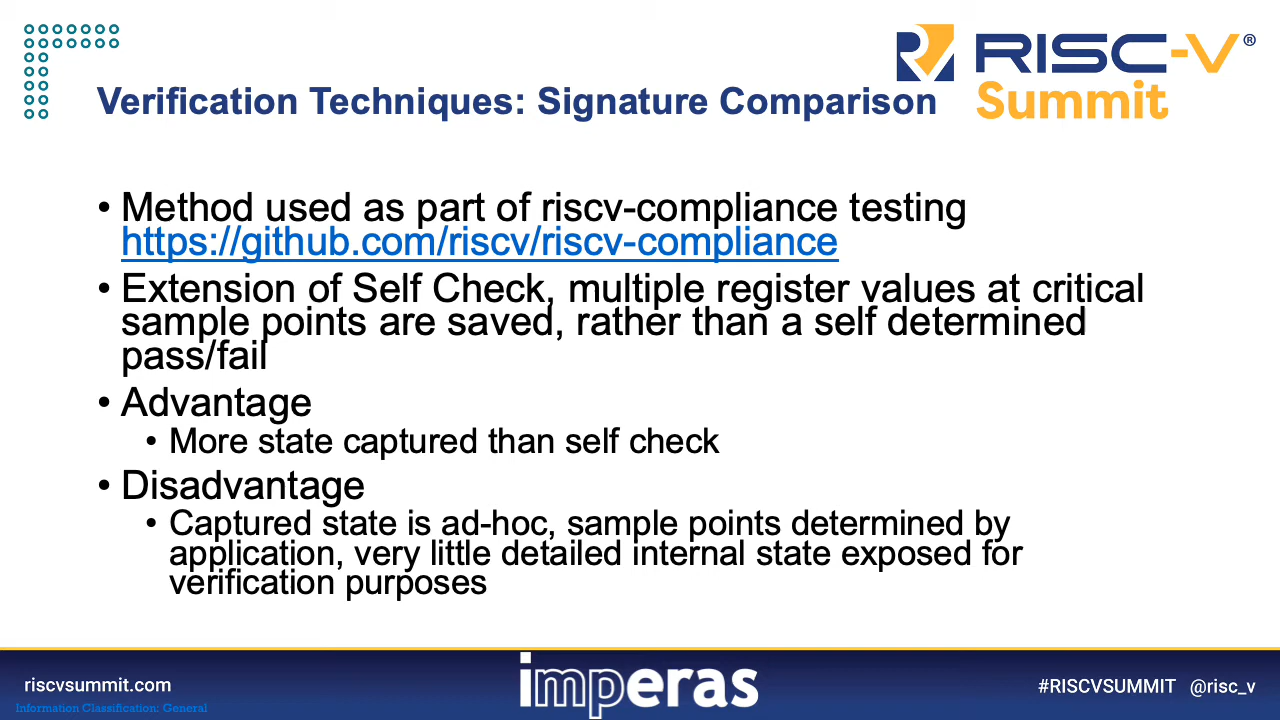 RISC-V®
Summit
Verification Techniques: Signature Comparison
• Method used as part of riscv-compliance testing
https://github.com/riscv/riscv-compliance
• Extension of Self Check, multiple register values at critical
sample points are saved, rather than a self determined
pass/fail
• Advantage
• More state captured than self check
• Disadvantage
• Captured state is ad-hoc, sample points determined by
application, very little detailed internal state exposed for
verification purposes
riscvsummit.com
imperas
#RISCVSUMMIT @risc_v
Information Classification: General